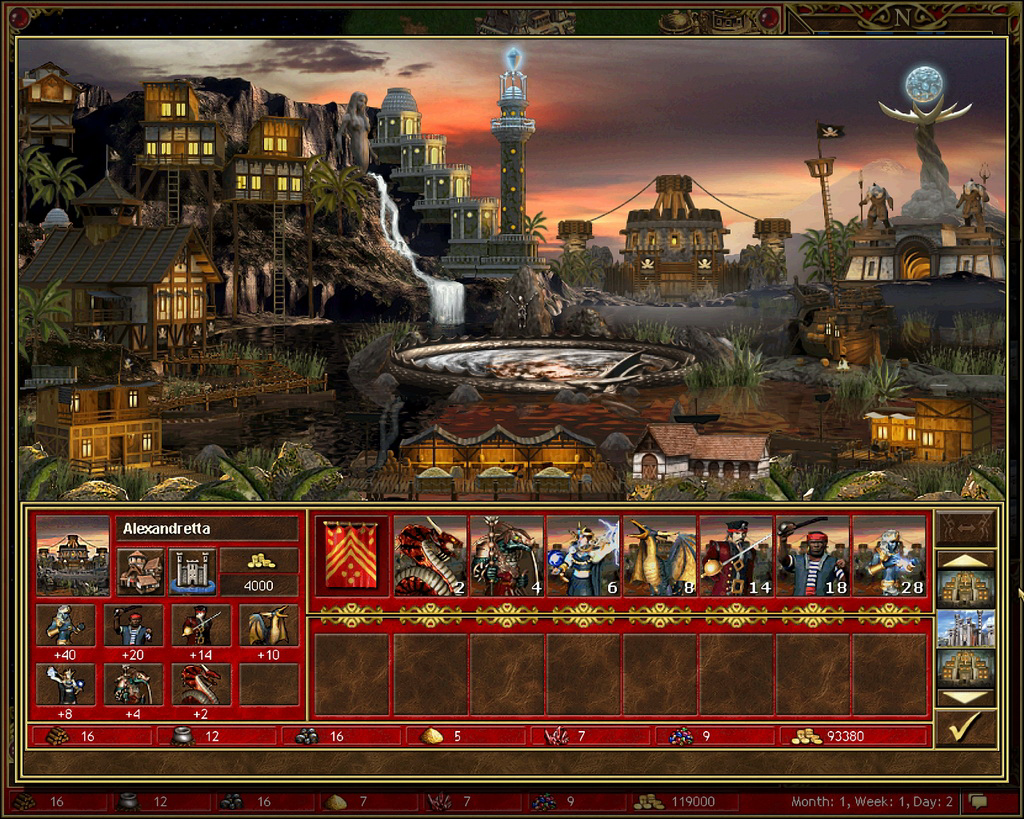 N
Alexandretta
4000
2 4 6 8 14 18 28
+40 +20 +14 +10
+8 +4 +2
16 12 16 5 7 9 93380
16 12 16 7 7 9 119000 Month: 1, Week: 1, Day: 2